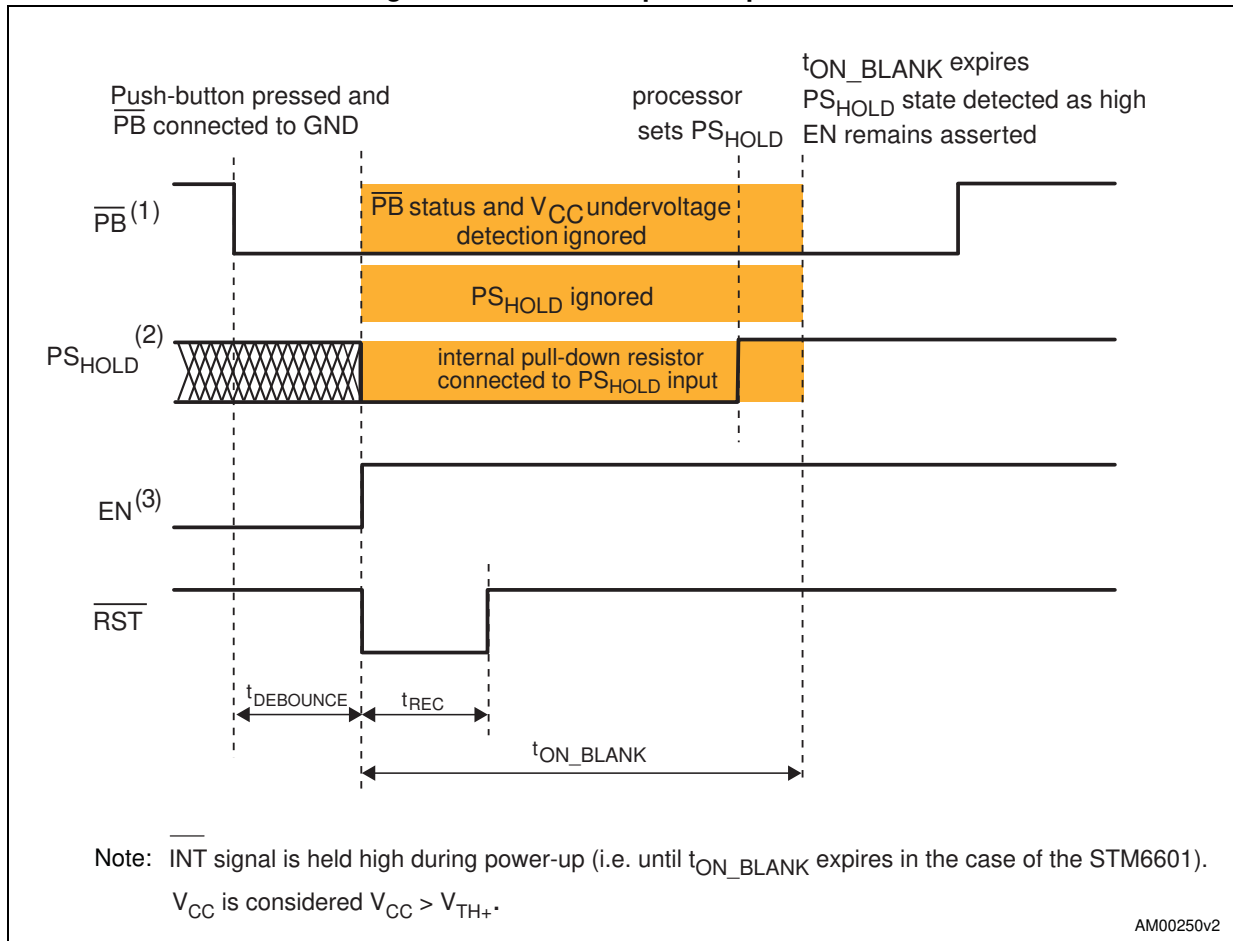 tON_BLANK expires
Push-button pressed and
PB connected to GND
processor
sets PSHOLD
PSHOLD state detected as high
EN remains asserted
PB(1)
PB status and VCC undervoltage
detection ignored
PSHOLD ignored
PSHOLD(2)
internal pull-down resistor
connected to PSHOLD input
EN(3)
RST
tDEBOUNCE
tREC
tON_BLANK
Note: INT signal is held high during power-up (i.e. until tON_BLANK expires in the case of the STM6601).
VCC is considered VCC > VTH+.
AM00250v2